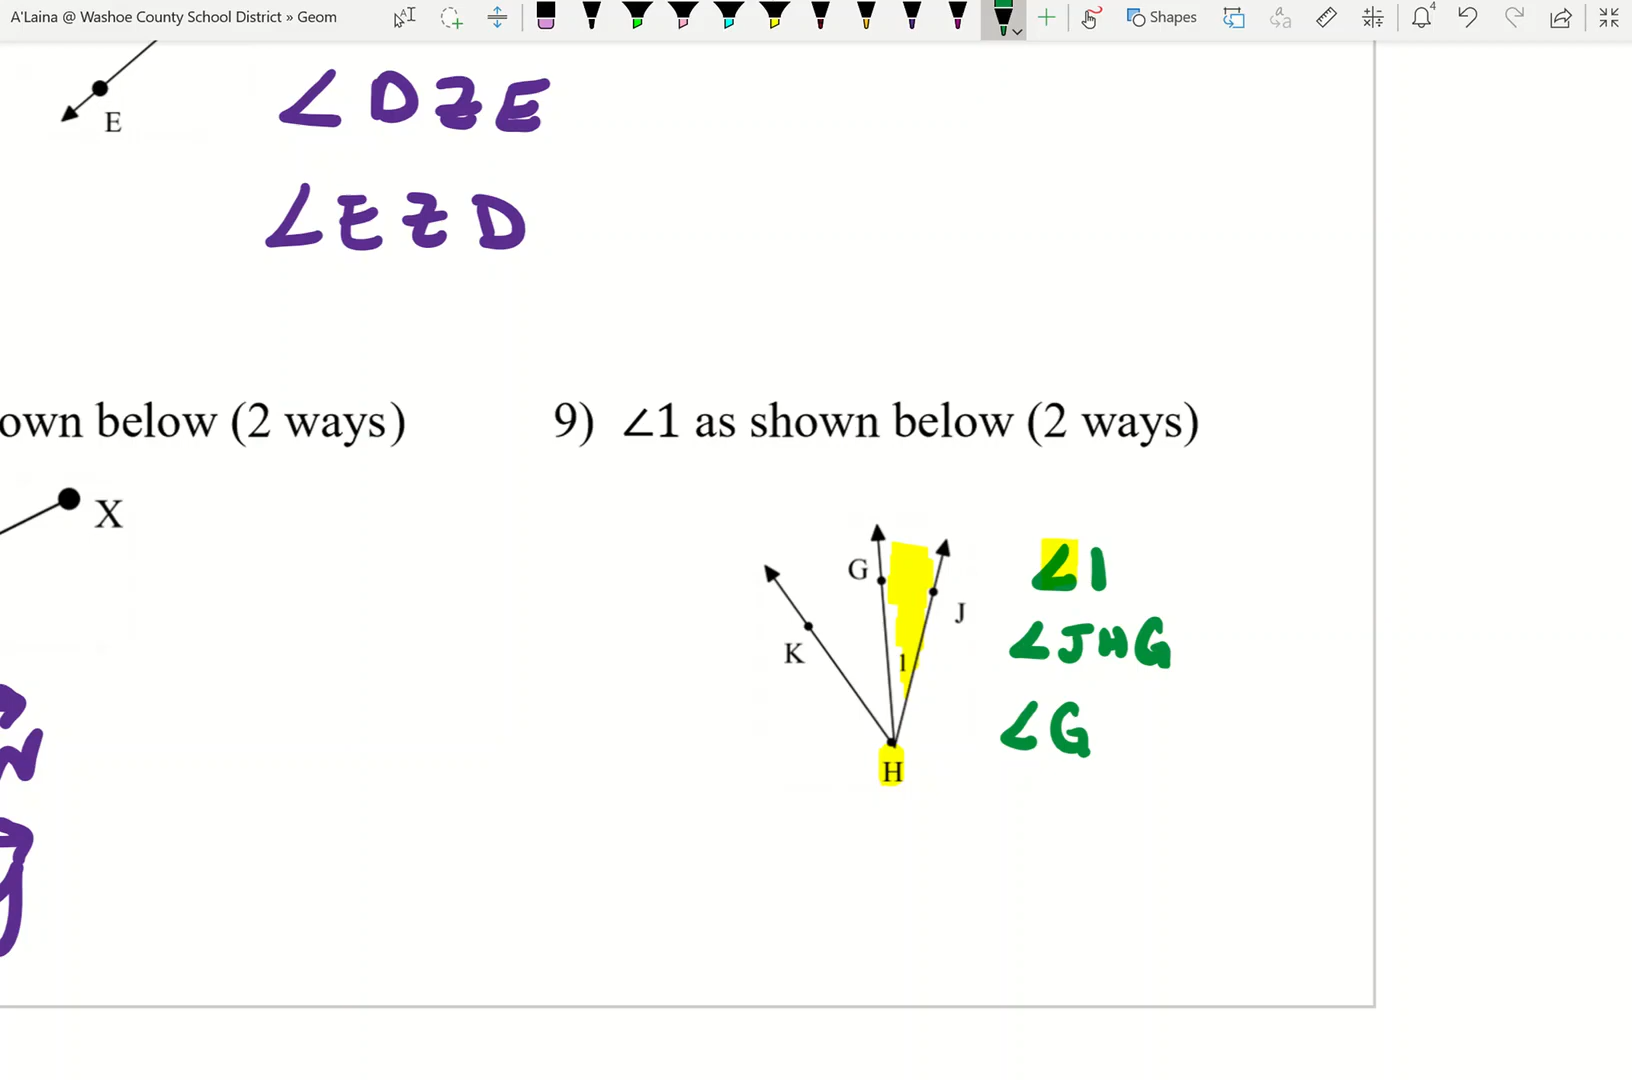 A'Laina @ Washoe County School District » Geom
Shapes
4
E
∠DZE
∠EZD
own below (2 ways)
9) ∠1 as shown below (2 ways)
X
G
J
K
1
H
∠1
∠JHG
∠G